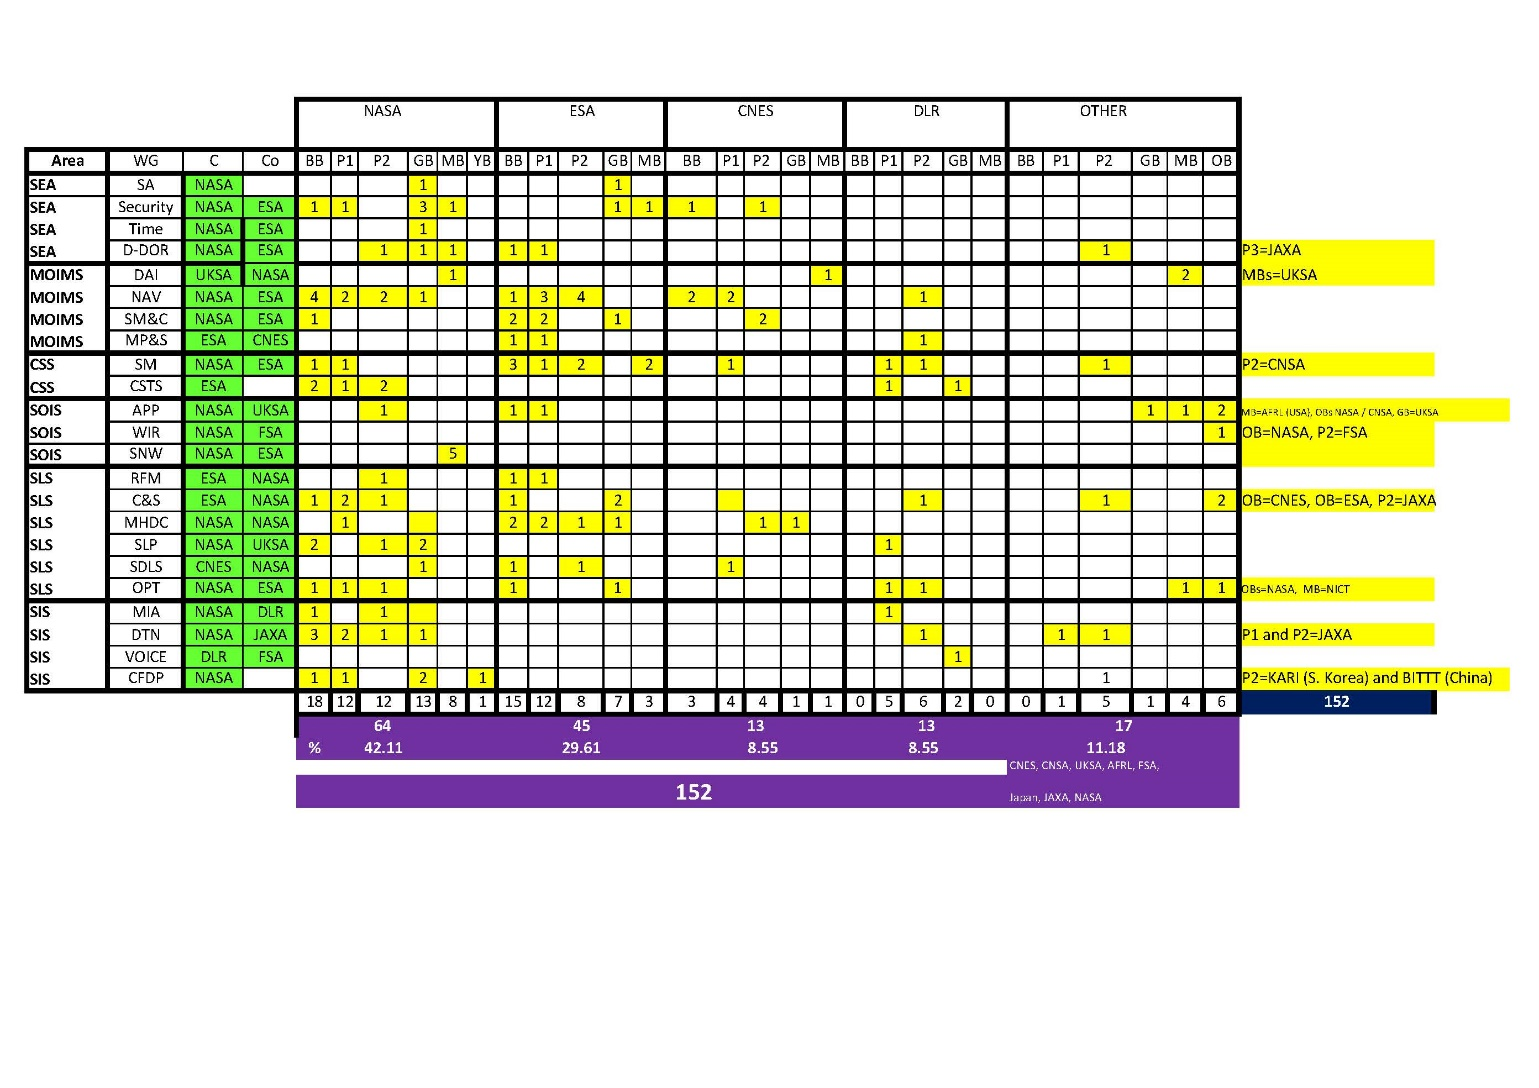 NASA ESA CNES DLR OTHER
Area WG C Co BB P1 P2 GB MB YB BB P1 P2 GB MB BB P1 P2 GB MB BB P1 P2 GB MB BB P1 P2 GB MB OB
SEA SA NASA 1 1
SEA Security NASA ESA 1 1 3 1 1 1 1 1
SEA Time NASA ESA 1
SEA D-DOR NASA ESA 1 1 1 1 1 1 P3=JAXA
MOIMS DAI UKSA NASA 1 1 2 MBs=UKSA
MOIMS NAV NASA ESA 4 2 2 1 1 3 4 2 2 1
MOIMS SM&C NASA ESA 1 2 2 1 2
MOIMS MP&S ESA CNES 1 1 1
CSS SM NASA ESA 1 1 3 1 2 2 1 1 1 1 P2=CNSA
CSS CSTS ESA 2 1 2 1 1
SOIS APP NASA UKSA 1 1 1 1 1 2 MB=AFRL (USA), OBs NASA / CNSA, GB=UKSA
SOIS WIR NASA FSA 1 OB=NASA, P2=FSA
SOIS SNW NASA ESA 5
SLS RFM ESA NASA 1 1 1
SLS C&S ESA NASA 1 2 1 1 2 1 1 2 OB=CNES, OB=ESA, P2=JAXA
SLS MHDC NASA NASA 1 2 2 1 1 1 1
SLS SLP NASA UKSA 2 1 2 1
SLS SDLS CNES NASA 1 1 1 1
SLS OPT NASA ESA 1 1 1 1 1 1 1 1 1 OBs=NASA, MB=NICT
SIS MIA NASA DLR 1 1 1
SIS DTN NASA JAXA 3 2 1 1 1 1 1 P1 and P2=JAXA
SIS VOICE DLR FSA 1
SIS CFDP NASA 1 1 2 1 1 P2=KARI (S. Korea) and BITTT (China)
18 12 12 13 8 1 15 12 8 7 3 3 4 4 1 1 0 5 6 2 0 0 1 5 1 4 6 152
64 45 13 13 17
% 42.11 29.61 8.55 8.55 11.18
CNES, CNSA, UKSA, AFRL, FSA,
152
Japan, JAXA, NASA